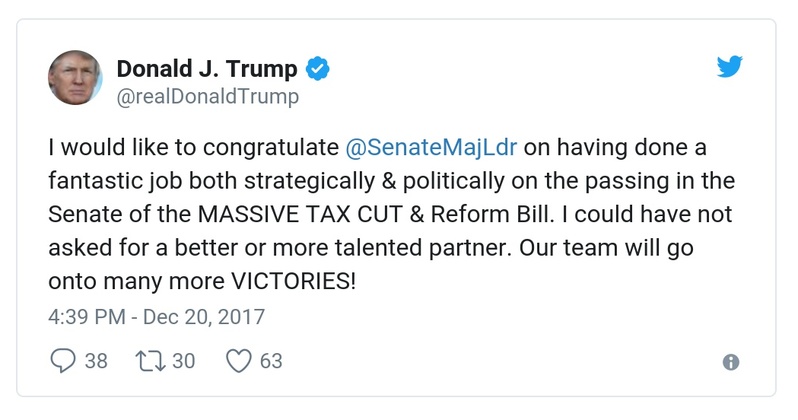 Donald J. Trump
@realDonaldTrump
I would like to congratulate @SenateMajLdr on having done a
fantastic job both strategically & politically on the passing in the
Senate of the MASSIVE TAX CUT & Reform Bill. I could have not
asked for a better or more talented partner. Our team will go
onto many more VICTORIES!
4:39 PM - Dec 20, 2017
38 30 63